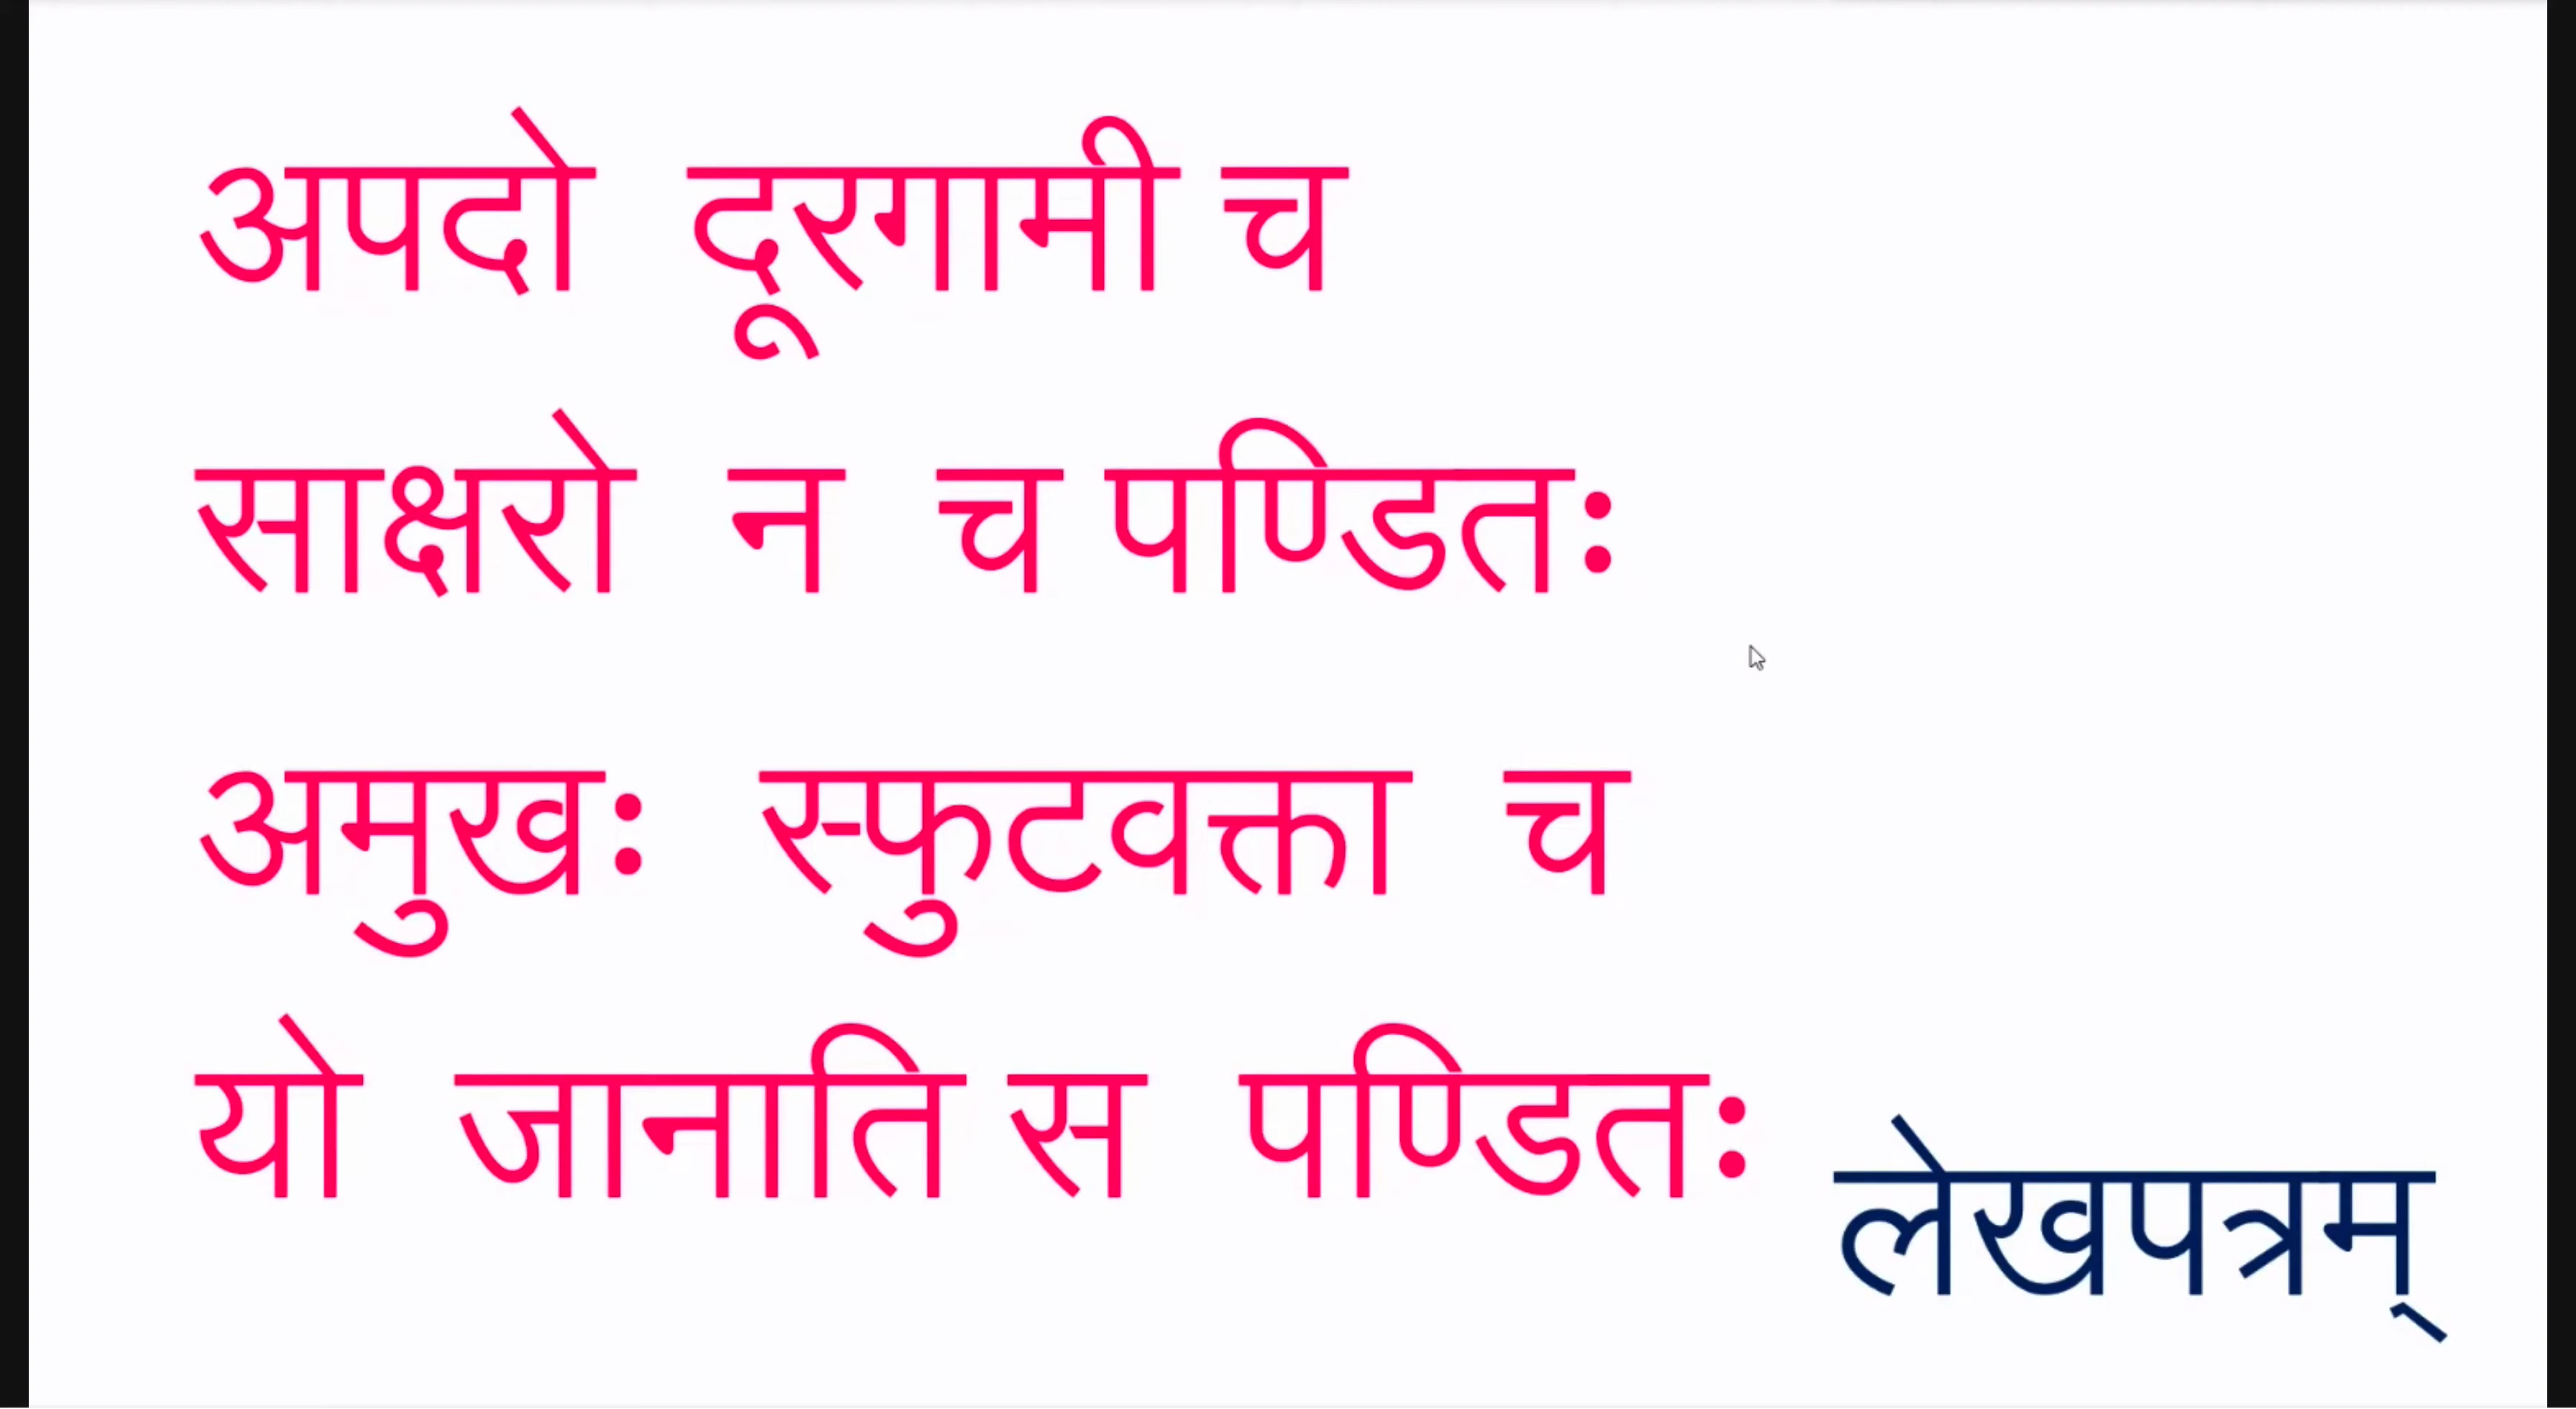 अपदो दूरगामी च
साक्षरो न च पण्डितः
अमुखः स्फुटवक्ता च
यो जानाति स पण्डितः
लेखपत्रम्